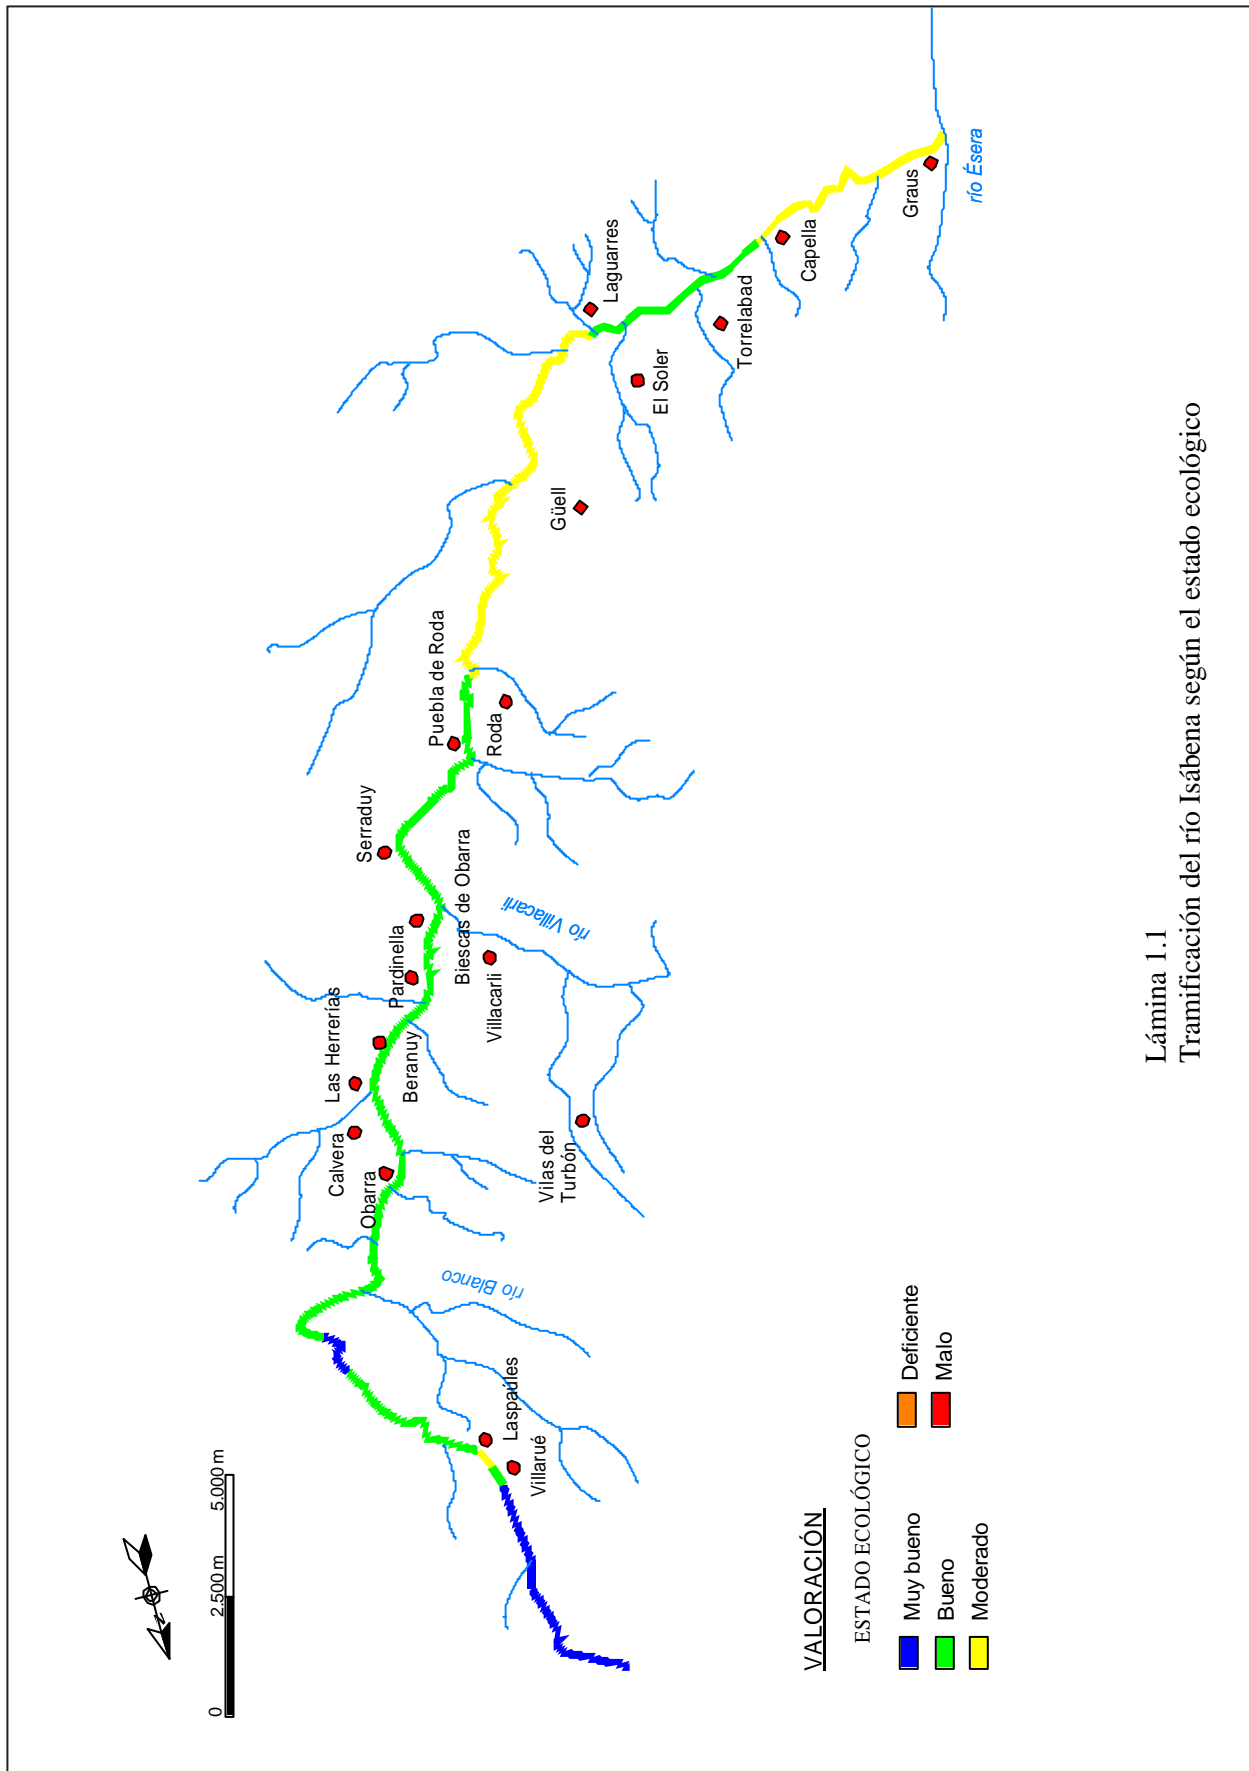 0
2.500 m
5.000 m
N
Villarué
Laspaúles
río Blanco
Obarra
Calvera
Las Herrerías
Beranuy
Pardinella
Biescas de Obarra
Villacarli
río Villacarli
Vilas del
Turbón
Serraduy
Puebla de Roda
Roda
Güell
El Soler
Laguarres
Torrelabad
Capella
Graus
río Ésera
VALORACIÓN
ESTADO ECOLÓGICO
Muy bueno
Bueno
Moderado
Deficiente
Malo
Lámina 1.1
Tramificación del río Isábena según el estado ecológico